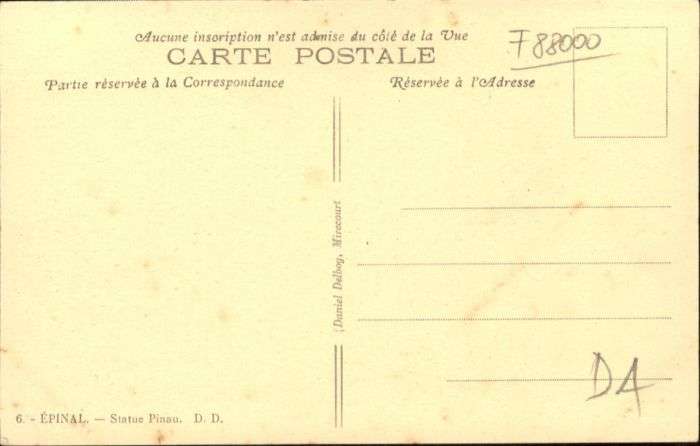 Aucune inscription n'est admise du côté de la Vue
F 88000
CARTE POSTALE
Partie réservée à la Correspondance
Réservée à l'Adresse
Daniel Delboy, Mirecourt
DA
6. - ÉPINAL. — Statue Pinau. D. D.